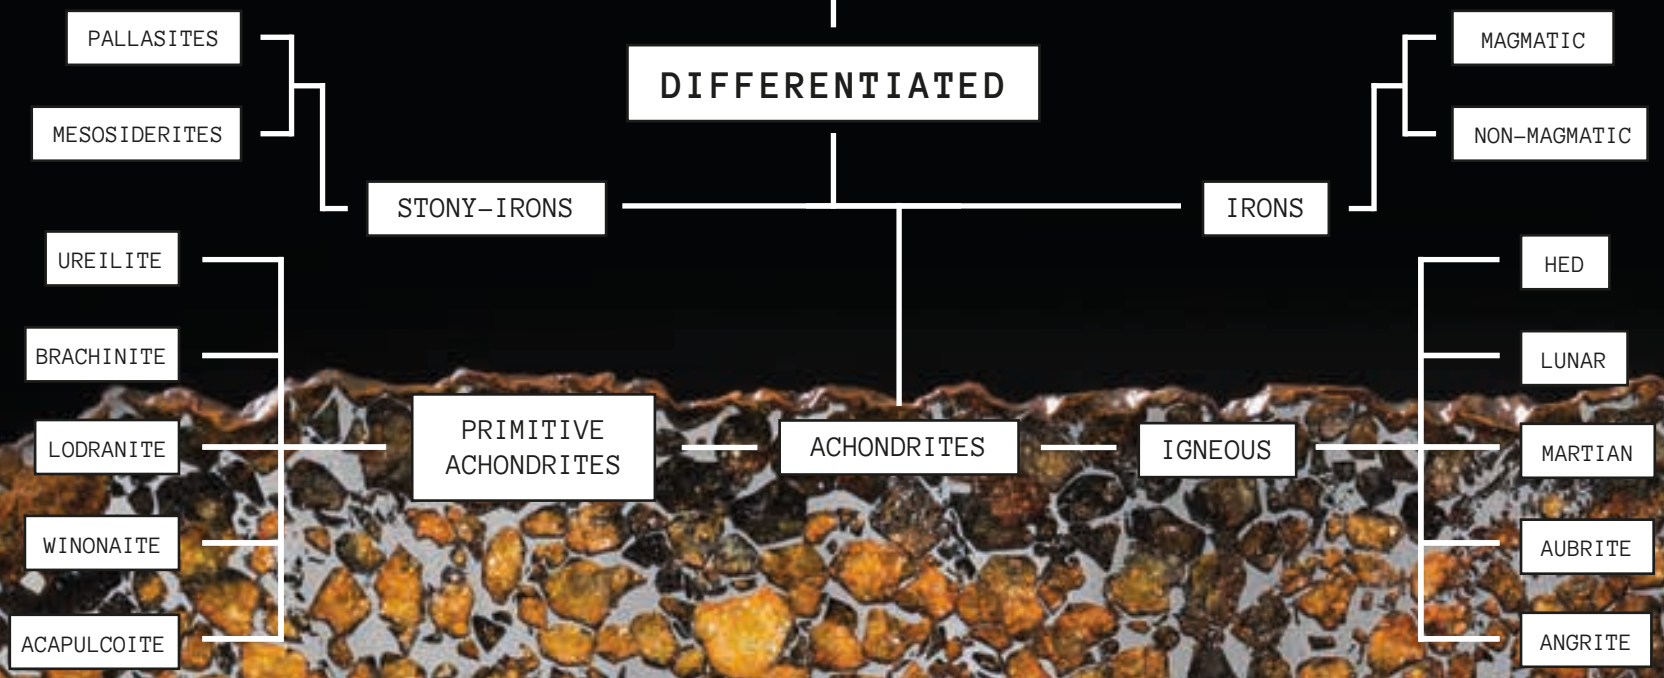 PALLASITES
MAGMATIC
DIFFERENTIATED
MESOSIDERITES
NON–MAGMATIC
STONY–IRONS
IRONS
UREILITE
HED
BRACHINITE
LUNAR
PRIMITIVE
ACHONDRITES
ACHONDRITES
IGNEOUS
LODRANITE
MARTIAN
WINONAITE
AUBRITE
ACAPULCOITE
ANGRITE